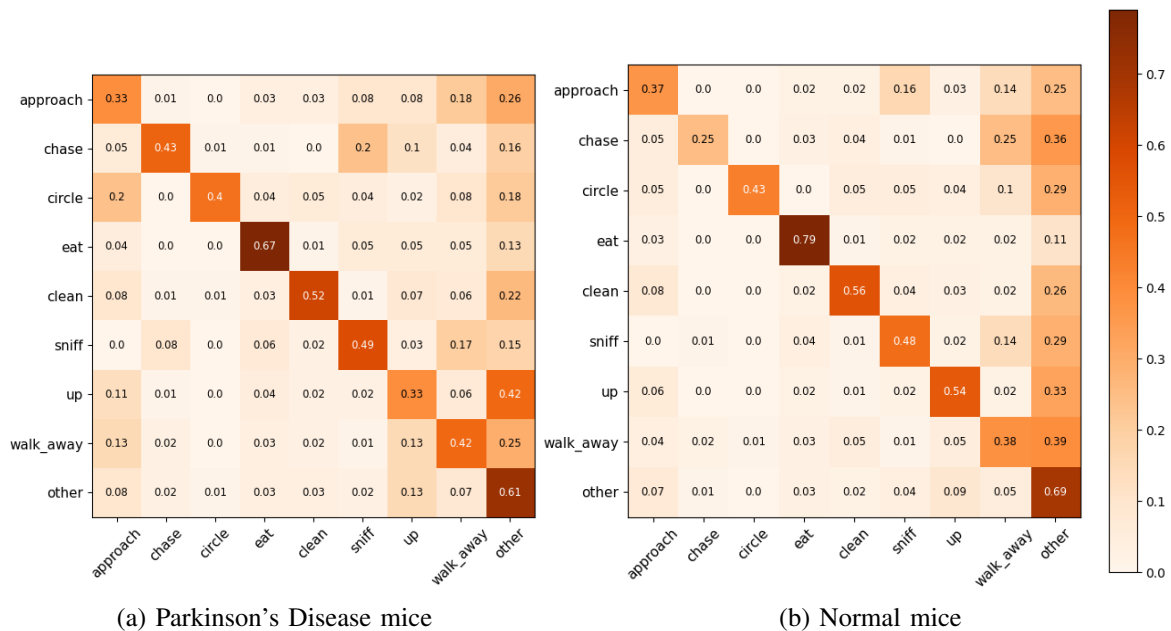 approach 0.33 0.01 0.0 0.03 0.03 0.08 0.08 0.18 0.26
chase 0.05 0.43 0.01 0.01 0.0 0.2 0.1 0.04 0.16
circle 0.2 0.0 0.4 0.04 0.05 0.04 0.02 0.08 0.18
eat 0.04 0.0 0.0 0.67 0.01 0.05 0.05 0.05 0.13
clean 0.08 0.01 0.01 0.03 0.52 0.01 0.07 0.06 0.22
sniff 0.0 0.08 0.0 0.06 0.02 0.49 0.03 0.17 0.15
up 0.11 0.01 0.0 0.04 0.02 0.02 0.33 0.06 0.42
walk_away 0.13 0.02 0.0 0.03 0.02 0.01 0.13 0.42 0.25
other 0.08 0.02 0.01 0.03 0.03 0.02 0.13 0.07 0.61
approach chase circle eat clean sniff up walk_away other
(a) Parkinson's Disease mice
approach 0.37 0.0 0.0 0.02 0.02 0.16 0.03 0.14 0.25
chase 0.05 0.25 0.0 0.03 0.04 0.01 0.0 0.25 0.36
circle 0.05 0.0 0.43 0.0 0.05 0.05 0.04 0.1 0.29
eat 0.03 0.0 0.0 0.79 0.01 0.02 0.02 0.02 0.11
clean 0.08 0.0 0.0 0.02 0.56 0.04 0.03 0.02 0.26
sniff 0.0 0.01 0.0 0.04 0.01 0.48 0.02 0.14 0.29
up 0.06 0.0 0.0 0.02 0.01 0.02 0.54 0.02 0.33
walk_away 0.04 0.02 0.01 0.03 0.05 0.01 0.05 0.38 0.39
other 0.07 0.01 0.0 0.03 0.02 0.04 0.09 0.05 0.69
approach chase circle eat clean sniff up walk_away other
(b) Normal mice
0.7
0.6
0.5
0.4
0.3
0.2
0.1
0.0